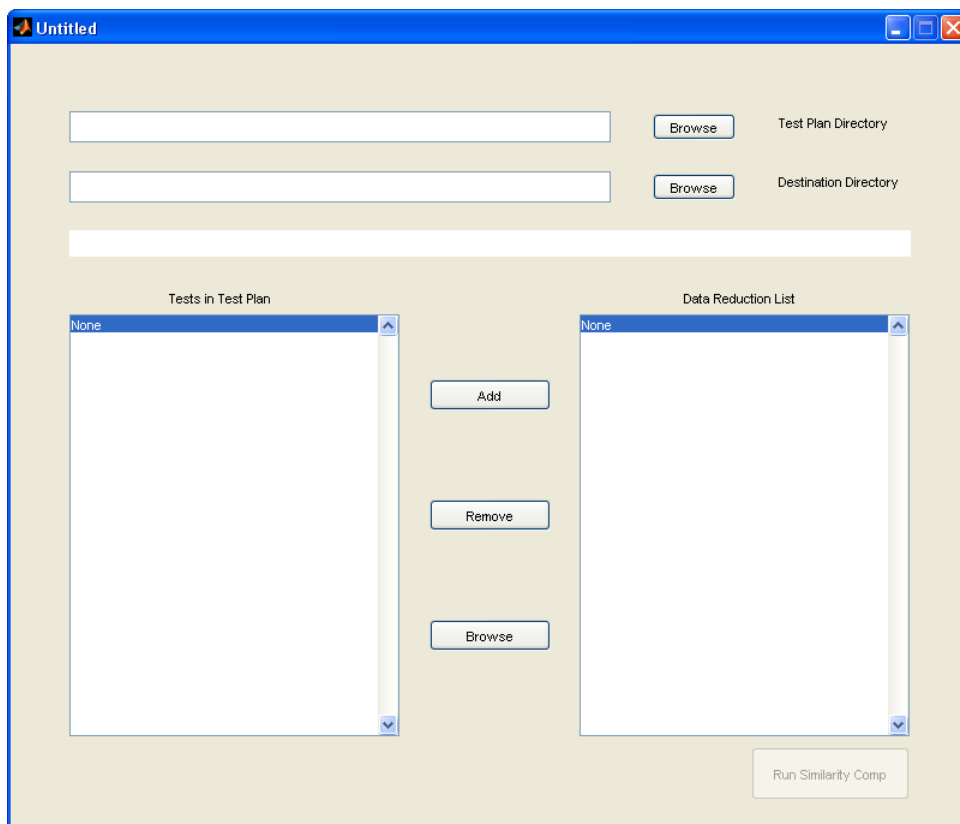 Untitled
Browse
Test Plan Directory
Browse
Destination Directory
Tests in Test Plan
Data Reduction List
None
None
Add
Remove
Browse
Run Similarity Comp